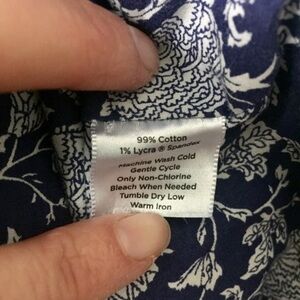 99% Cotton
1% Lycra ® Spandex
Machine Wash Cold
Gentle Cycle
Only Non-Chlorine
Bleach When Needed
Tumble Dry Low
Warm Iron